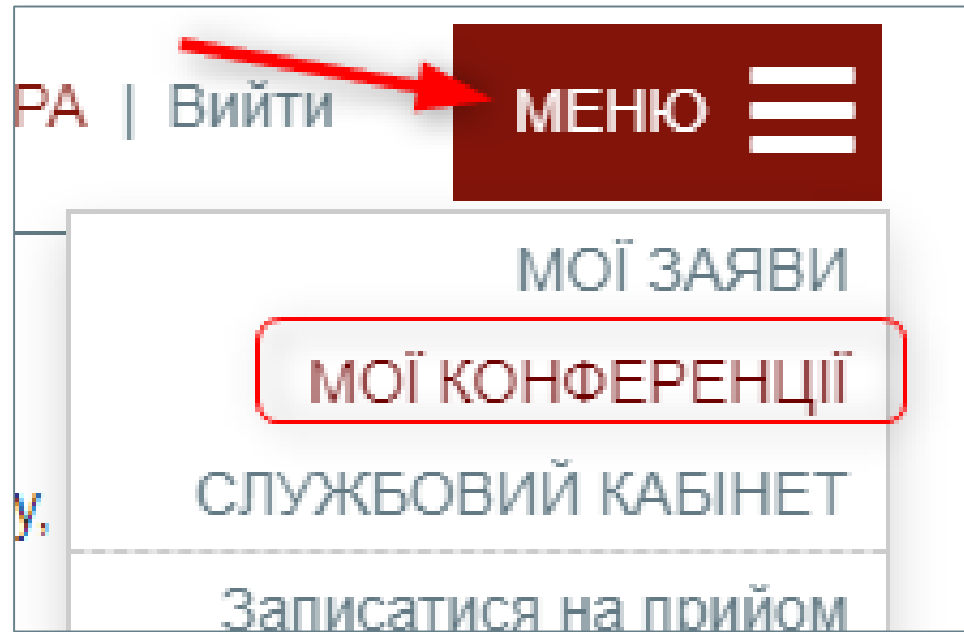 РА | Вийти МЕНЮ
МОЇ ЗАЯВИ
МОЇ КОНФЕРЕНЦІЇ
СЛУЖБОВИЙ КАБІНЕТ
у,
Записатися на прийом